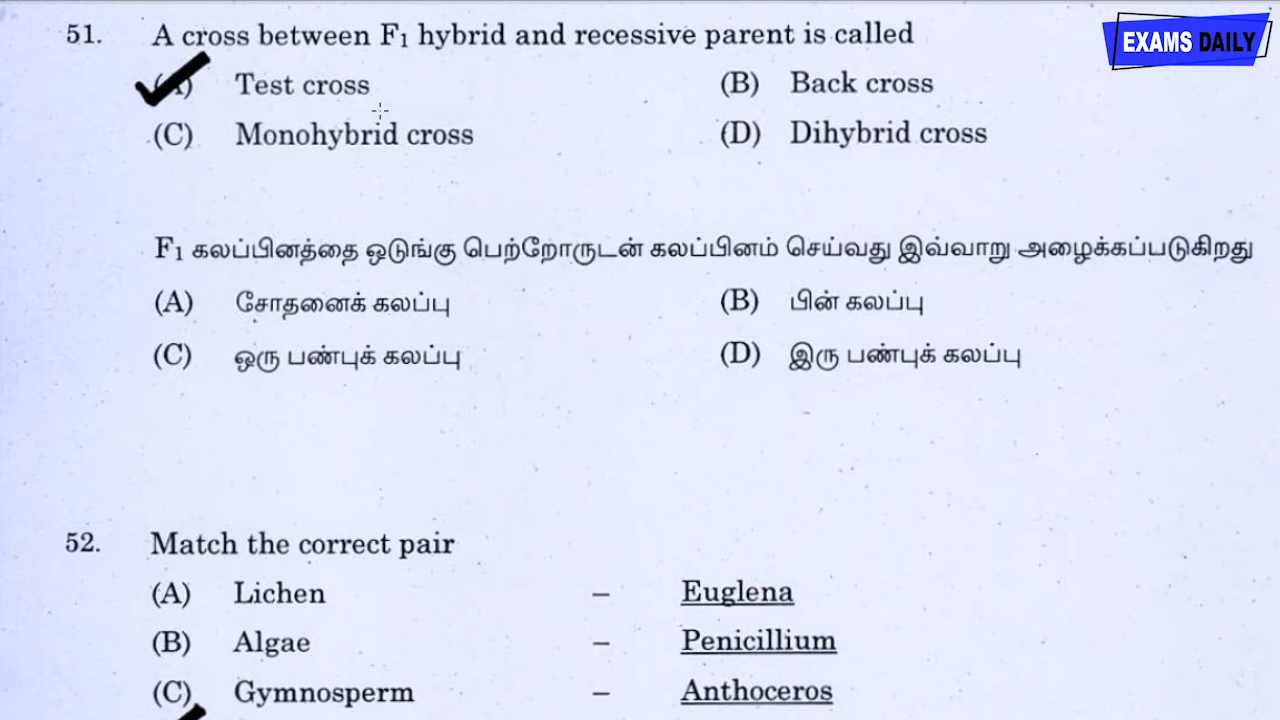 EXAMS DAILY
51. A cross between F1 hybrid and recessive parent is called
(A) Test cross (B) Back cross
(C) Monohybrid cross (D) Dihybrid cross
F1 கலப்பினத்தை ஒடுங்கு பெற்றோருடன் கலப்பினம் செய்வது இவ்வாறு அழைக்கப்படுகிறது
(A) சோதனைக் கலப்பு (B) பின் கலப்பு
(C) ஒரு பண்புக் கலப்பு (D) இரு பண்புக் கலப்பு
52. Match the correct pair
(A) Lichen – Euglena
(B) Algae – Penicillium
(C) Gymnosperm – Anthoceros